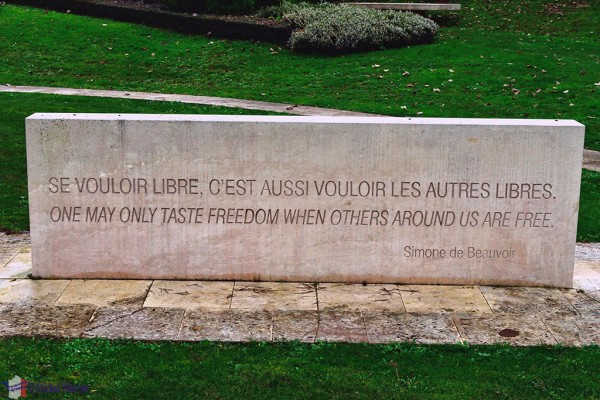 SE VOULOIR LIBRE, C'EST AUSSI VOULOIR LES AUTRES LIBRES.
ONE MAY ONLY TASTE FREEDOM WHEN OTHERS AROUND US ARE FREE.
Simone de Beauvoir